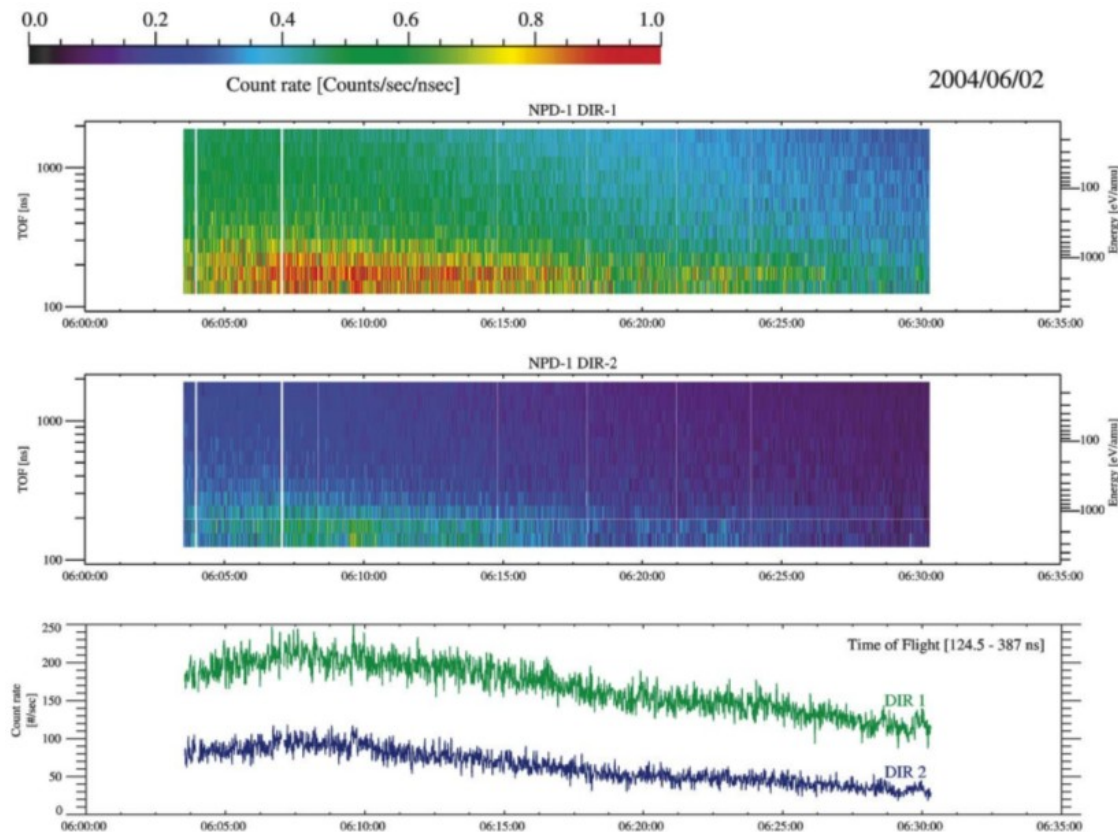 0.0 0.2 0.4 0.6 0.8 1.0
Count rate [Counts/sec/nsec]
2004/06/02
NPD-1 DIR-1
1000
100
TOF [ns]
100
1000
Energy [eV/amu]
06:00:00 06:05:00 06:10:00 06:15:00 06:20:00 06:25:00 06:30:00 06:35:00
NPD-1 DIR-2
1000
100
TOF [ns]
100
1000
Energy [eV/amu]
06:00:00 06:05:00 06:10:00 06:15:00 06:20:00 06:25:00 06:30:00 06:35:00
250
200
150
100
50
0
Count rate
[#/sec]
Time of Flight [124.5 - 387 ns]
DIR 1
DIR 2
06:00:00 06:05:00 06:10:00 06:15:00 06:20:00 06:25:00 06:30:00 06:35:00